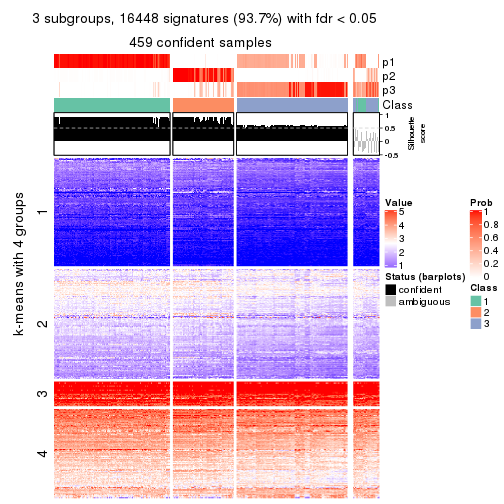 3 subgroups, 16448 signatures (93.7%) with fdr < 0.05
459 confident samples
p1
p2
p3
Class
1
0.5
0
-0.5
Silhouette
score
k-means with 4 groups
1
2
3
4
Value
5
4
3
2
1
Status (barplots)
confident
ambiguous
Prob
1
0.8
0.6
0.4
0.2
0
Class
1
2
3